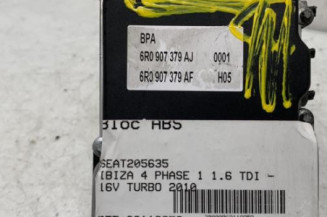 BPA
6R0 907 379 AJ 0001
6R0 907 379 AF H05
Bloc ABS
SEAT205635
IBIZA 4 PHASE 1 1.6 TDI -
16V TURBO 2010